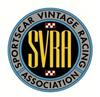 SPORTSCAR VINTAGE RACING
SVRA
ASSOCIATION